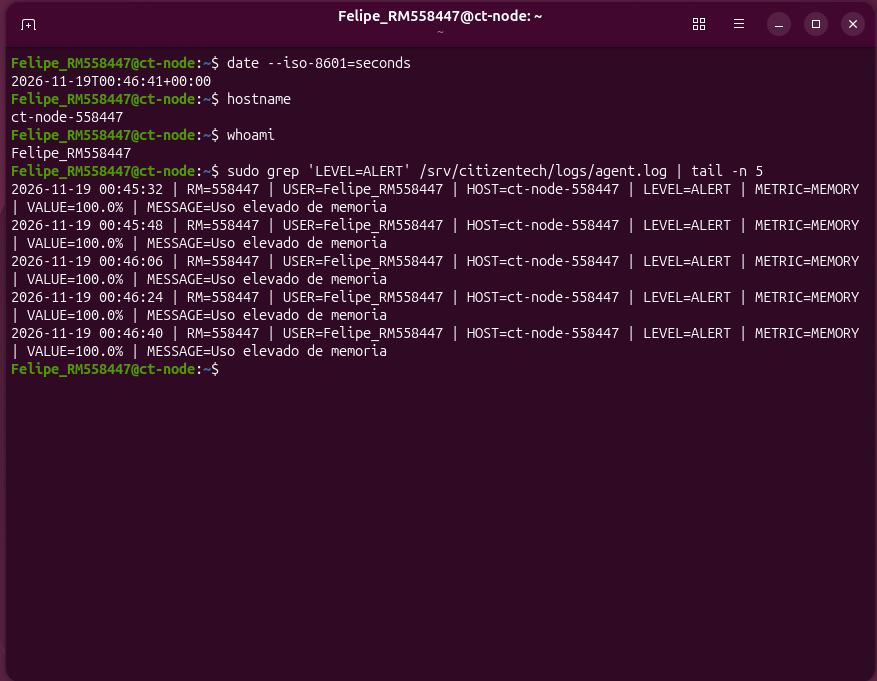 Felipe_RM558447@ct-node: ~
~
Felipe_RM558447@ct-node:~$ date --iso-8601=seconds
2026-11-19T00:46:41+00:00
Felipe_RM558447@ct-node:~$ hostname
ct-node-558447
Felipe_RM558447@ct-node:~$ whoami
Felipe_RM558447
Felipe_RM558447@ct-node:~$ sudo grep 'LEVEL=ALERT' /srv/citizentech/logs/agent.log | tail -n 5
2026-11-19 00:45:32 | RM=558447 | USER=Felipe_RM558447 | HOST=ct-node-558447 | LEVEL=ALERT | METRIC=MEMORY
| VALUE=100.0% | MESSAGE=Uso elevado de memoria
2026-11-19 00:45:48 | RM=558447 | USER=Felipe_RM558447 | HOST=ct-node-558447 | LEVEL=ALERT | METRIC=MEMORY
| VALUE=100.0% | MESSAGE=Uso elevado de memoria
2026-11-19 00:46:06 | RM=558447 | USER=Felipe_RM558447 | HOST=ct-node-558447 | LEVEL=ALERT | METRIC=MEMORY
| VALUE=100.0% | MESSAGE=Uso elevado de memoria
2026-11-19 00:46:24 | RM=558447 | USER=Felipe_RM558447 | HOST=ct-node-558447 | LEVEL=ALERT | METRIC=MEMORY
| VALUE=100.0% | MESSAGE=Uso elevado de memoria
2026-11-19 00:46:40 | RM=558447 | USER=Felipe_RM558447 | HOST=ct-node-558447 | LEVEL=ALERT | METRIC=MEMORY
| VALUE=100.0% | MESSAGE=Uso elevado de memoria
Felipe_RM558447@ct-node:~$